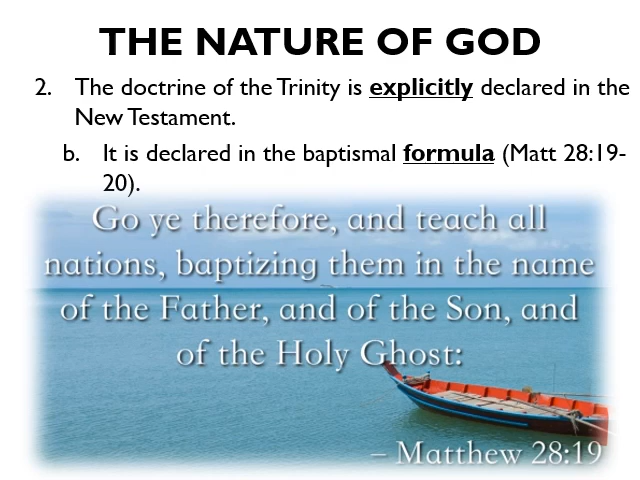 THE NATURE OF GOD
2. The doctrine of the Trinity is explicitly declared in the
New Testament.
b. It is declared in the baptismal formula (Matt 28:19-
20).
Go ye therefore, and teach all
nations, baptizing them in the name
of the Father, and of the Son, and
of the Holy Ghost:
– Matthew 28:19